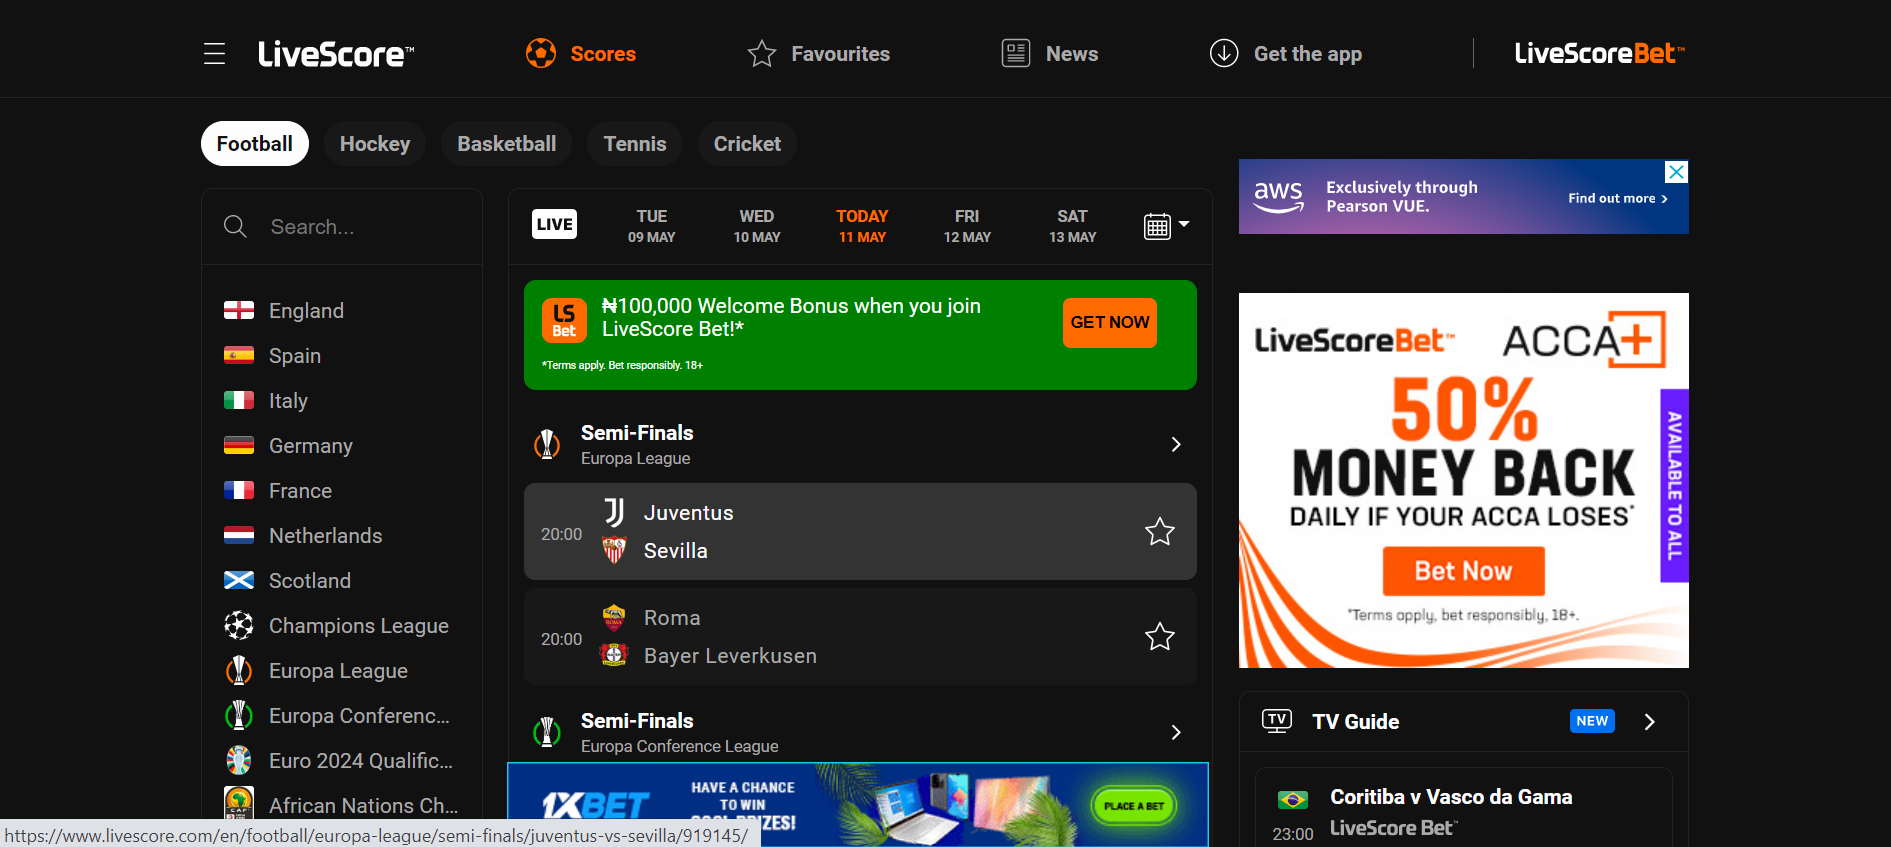 LiveScore™
Scores
Favourites
News
Get the app
LiveScoreBet™
Football
Hockey
Basketball
Tennis
Cricket
Search...
England
Spain
Italy
Germany
France
Netherlands
Scotland
Champions League
Europa League
Europa Conferenc...
Euro 2024 Qualific...
CAF
African Nations Ch...
LIVE
TUE
09 MAY
WED
10 MAY
TODAY
11 MAY
FRI
12 MAY
SAT
13 MAY
LS
Bet
₦100,000 Welcome Bonus when you join
LiveScore Bet!*
GET NOW
*Terms apply. Bet responsibly. 18+
Semi-Finals
Europa League
20:00
Juventus
Sevilla
20:00
Roma
Bayer Leverkusen
Semi-Finals
Europa Conference League
1XBET
HAVE A CHANCE
TO WIN
COOL PRIZES!
PLACE A BET
aws
Exclusively through
Pearson VUE.
Find out more >
LiveScoreBet™
ACCA+
50%
MONEY BACK
DAILY IF YOUR ACCA LOSES*
Bet Now
*Terms apply, bet responsibly, 18+.
AVAILABLE TO ALL
TV
TV Guide
NEW
Coritiba v Vasco da Gama
23:00
LiveScore Bet™
https://www.livescore.com/en/football/europa-league/semi-finals/juventus-vs-sevilla/919145/